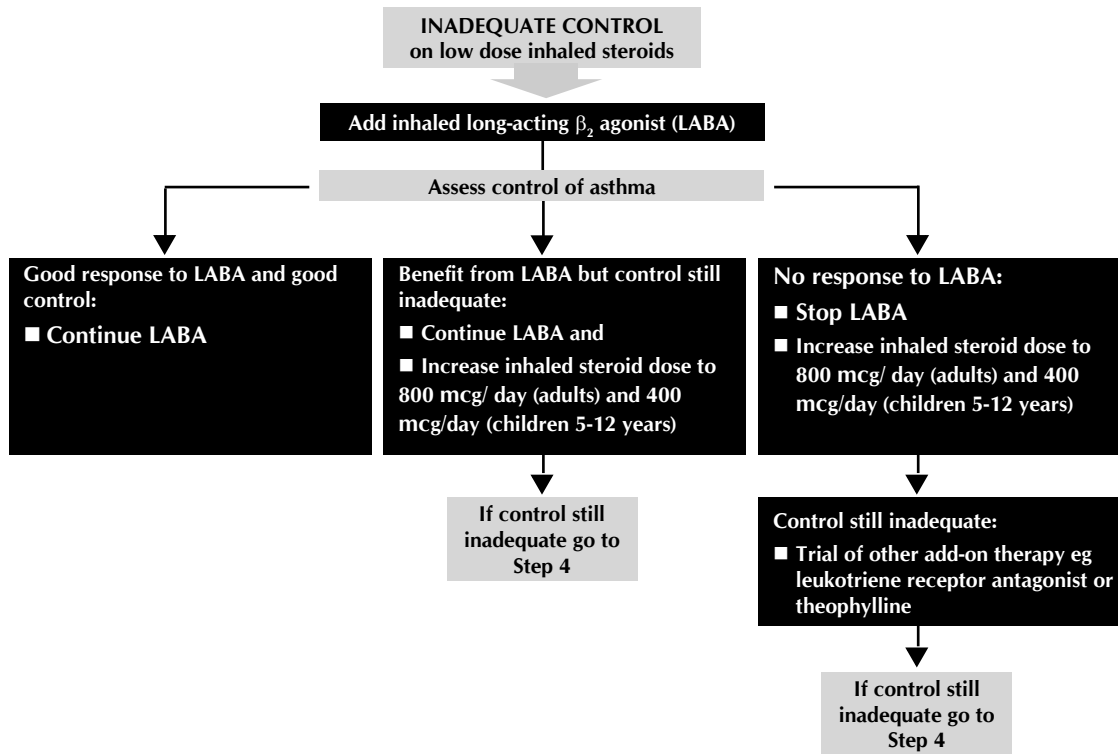 INADEQUATE CONTROL
on low dose inhaled steroids
Add inhaled long-acting β₂ agonist (LABA)
Assess control of asthma
Good response to LABA and good
control:
■ Continue LABA
Benefit from LABA but control still
inadequate:
■ Continue LABA and
■ Increase inhaled steroid dose to
800 mcg/ day (adults) and 400
mcg/day (children 5-12 years)
If control still
inadequate go to
Step 4
No response to LABA:
■ Stop LABA
■ Increase inhaled steroid dose to
800 mcg/ day (adults) and 400
mcg/day (children 5-12 years)
Control still inadequate:
■ Trial of other add-on therapy eg
leukotriene receptor antagonist or
theophylline
If control still
inadequate go to
Step 4